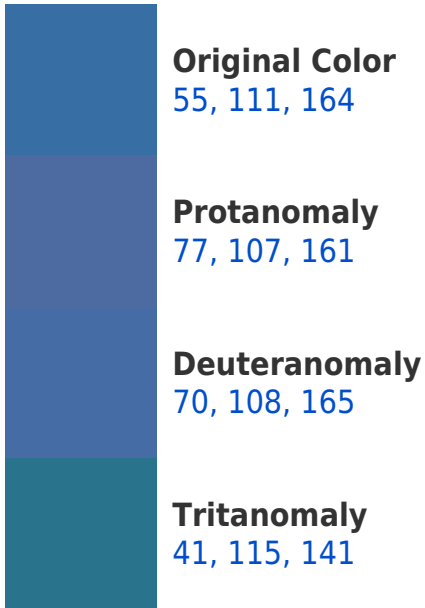 Original Color
55, 111, 164
Protanomaly
77, 107, 161
Deuteranomaly
70, 108, 165
Tritanomaly
41, 115, 141